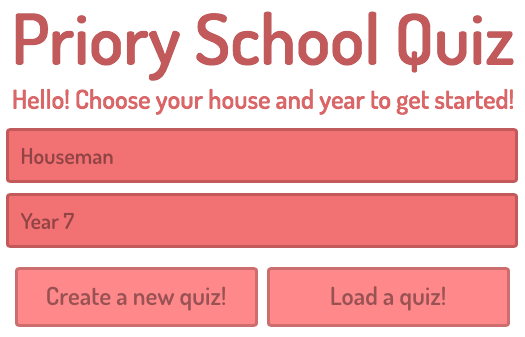 Priory School Quiz
Hello! Choose your house and year to get started!
Houseman
Year 7
Create a new quiz! Load a quiz!